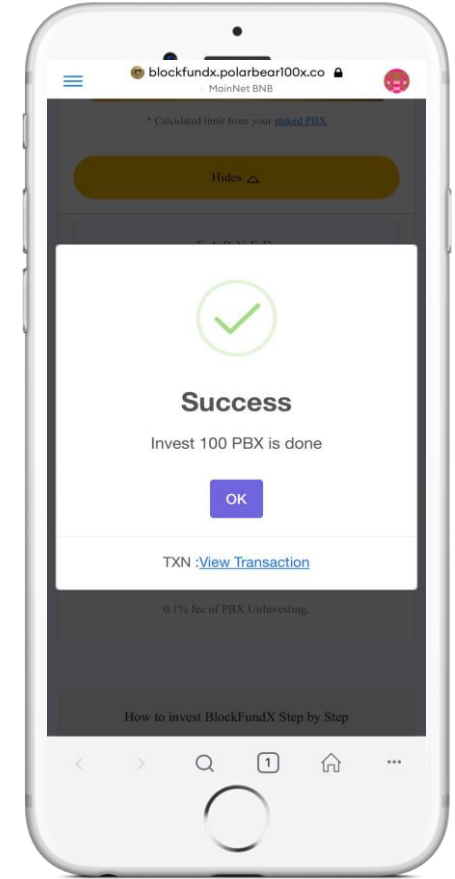 blockfundx.polarbear100x.co
MainNet BNB
* Calculated limit from your staked PBX
Hides
EARNED
Success
Invest 100 PBX is done
OK
TXN :View Transaction
0.1% fee of PBX UnInvesting.
How to invest BlockFundX Step by Step
1